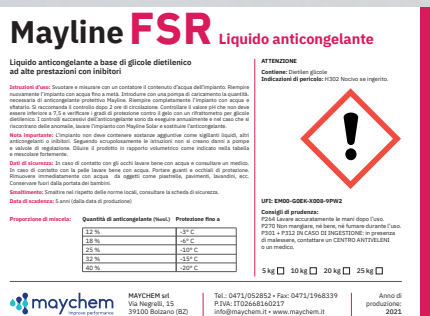 Mayline FSR Liquido anticongelante
Liquido anticongelante a base di glicole dietilenico
ad alte prestazioni con inibitori
Istruzioni d'uso: Svuotare e misurare con un contatore il contenuto d'acqua dell'impianto. Riempire
nuovamente l'impianto con acqua fino a metà. Introdurre con una pompa di caricamento la quantità,
necessaria di anticongelante protettivo Mayline. Riempire completamente l'impianto con acqua e
sfiatarlo. Si raccomanda il controllo dopo 2 ore di circolazione. Controllare il valore pH che non deve
essere inferiore a 7,5 e verificare i gradi di protezione contro il gelo con un rifrattometro per glicole
dietilenico. I controlli successivi dell'anticongelante sono da eseguire annualmente e nel caso che si
riscontrano delle anomalie, lavare l'impianto con Mayline Solar e sostituire l'anticongelante.
Nota importante: L'impianto non deve contenere sostanze aggiuntive come sigillanti liquidi, altri
anticongelanti o inibitori. Seguendo scrupolosamente le istruzioni non si creano danni a pompe
e valvole di regolazione. Diluire il prodotto in rapporto volumetrico come indicato nella tabella
e mescolare fortemente.
Dati di sicurezza: In caso di contatto con gli occhi lavare bene con acqua e consultare un medico.
In caso di contatto con la pelle lavare bene con acqua. Portare guanti e occhiali di protezione.
Rimuovere immediatamente con acqua da oggetti come piastrelle, pavimenti, lavandini, ecc.
Conservare fuori dalla portata dei bambini.
Smaltimento: Smaltire nel rispetto delle norme locali, consultare la scheda di sicurezza.
Data di scadenza: 5 anni (dalla data di produzione)
Proporzione di miscela: Quantità di anticongelante (%vol.) Protezione fino a
12 % -3° C
18 % -6° C
25 % -10° C
32 % -15° C
40 % -20° C
ATTENZIONE
Contiene: Dietilen glicole
Indicazioni di pericolo: H302 Nocivo se ingerito.
UFI: EM00-G0EK-X008-9PW2
Consigli di prudenza:
P264 Lavare accuratamente le mani dopo l'uso.
P270 Non mangiare, né bere, né fumare durante l'uso.
P301 + P312 IN CASO DI INGESTIONE: in presenza
di malessere, contattare un CENTRO ANTIVELENI
o un medico.
5 kg 10 kg 20 kg 25 kg
maychem
improve performance
MAYCHEM srl
Via Negrelli, 15
39100 Bolzano (BZ)
Tel.: 0471/052852 • Fax: 0471/1968339
P.IVA: IT02668160217
info@maychem.it • www.maychem.it
Anno di
produzione:
2021